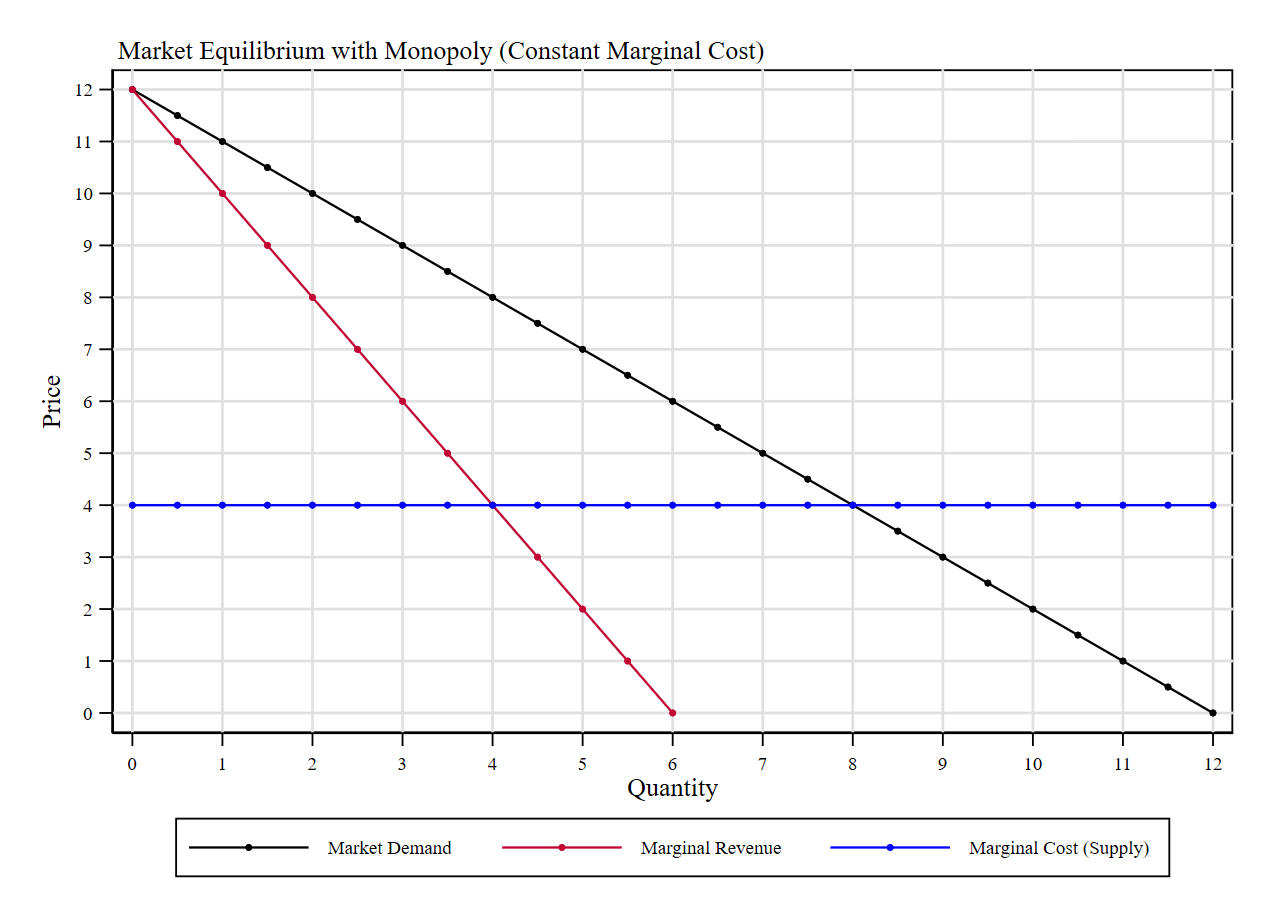 Market Equilibrium with Monopoly (Constant Marginal Cost)
12
11
10
9
8
7
6
5
4
3
2
1
0
Price
0 1 2 3 4 5 6 7 8 9 10 11 12
Quantity
Market Demand Marginal Revenue Marginal Cost (Supply)